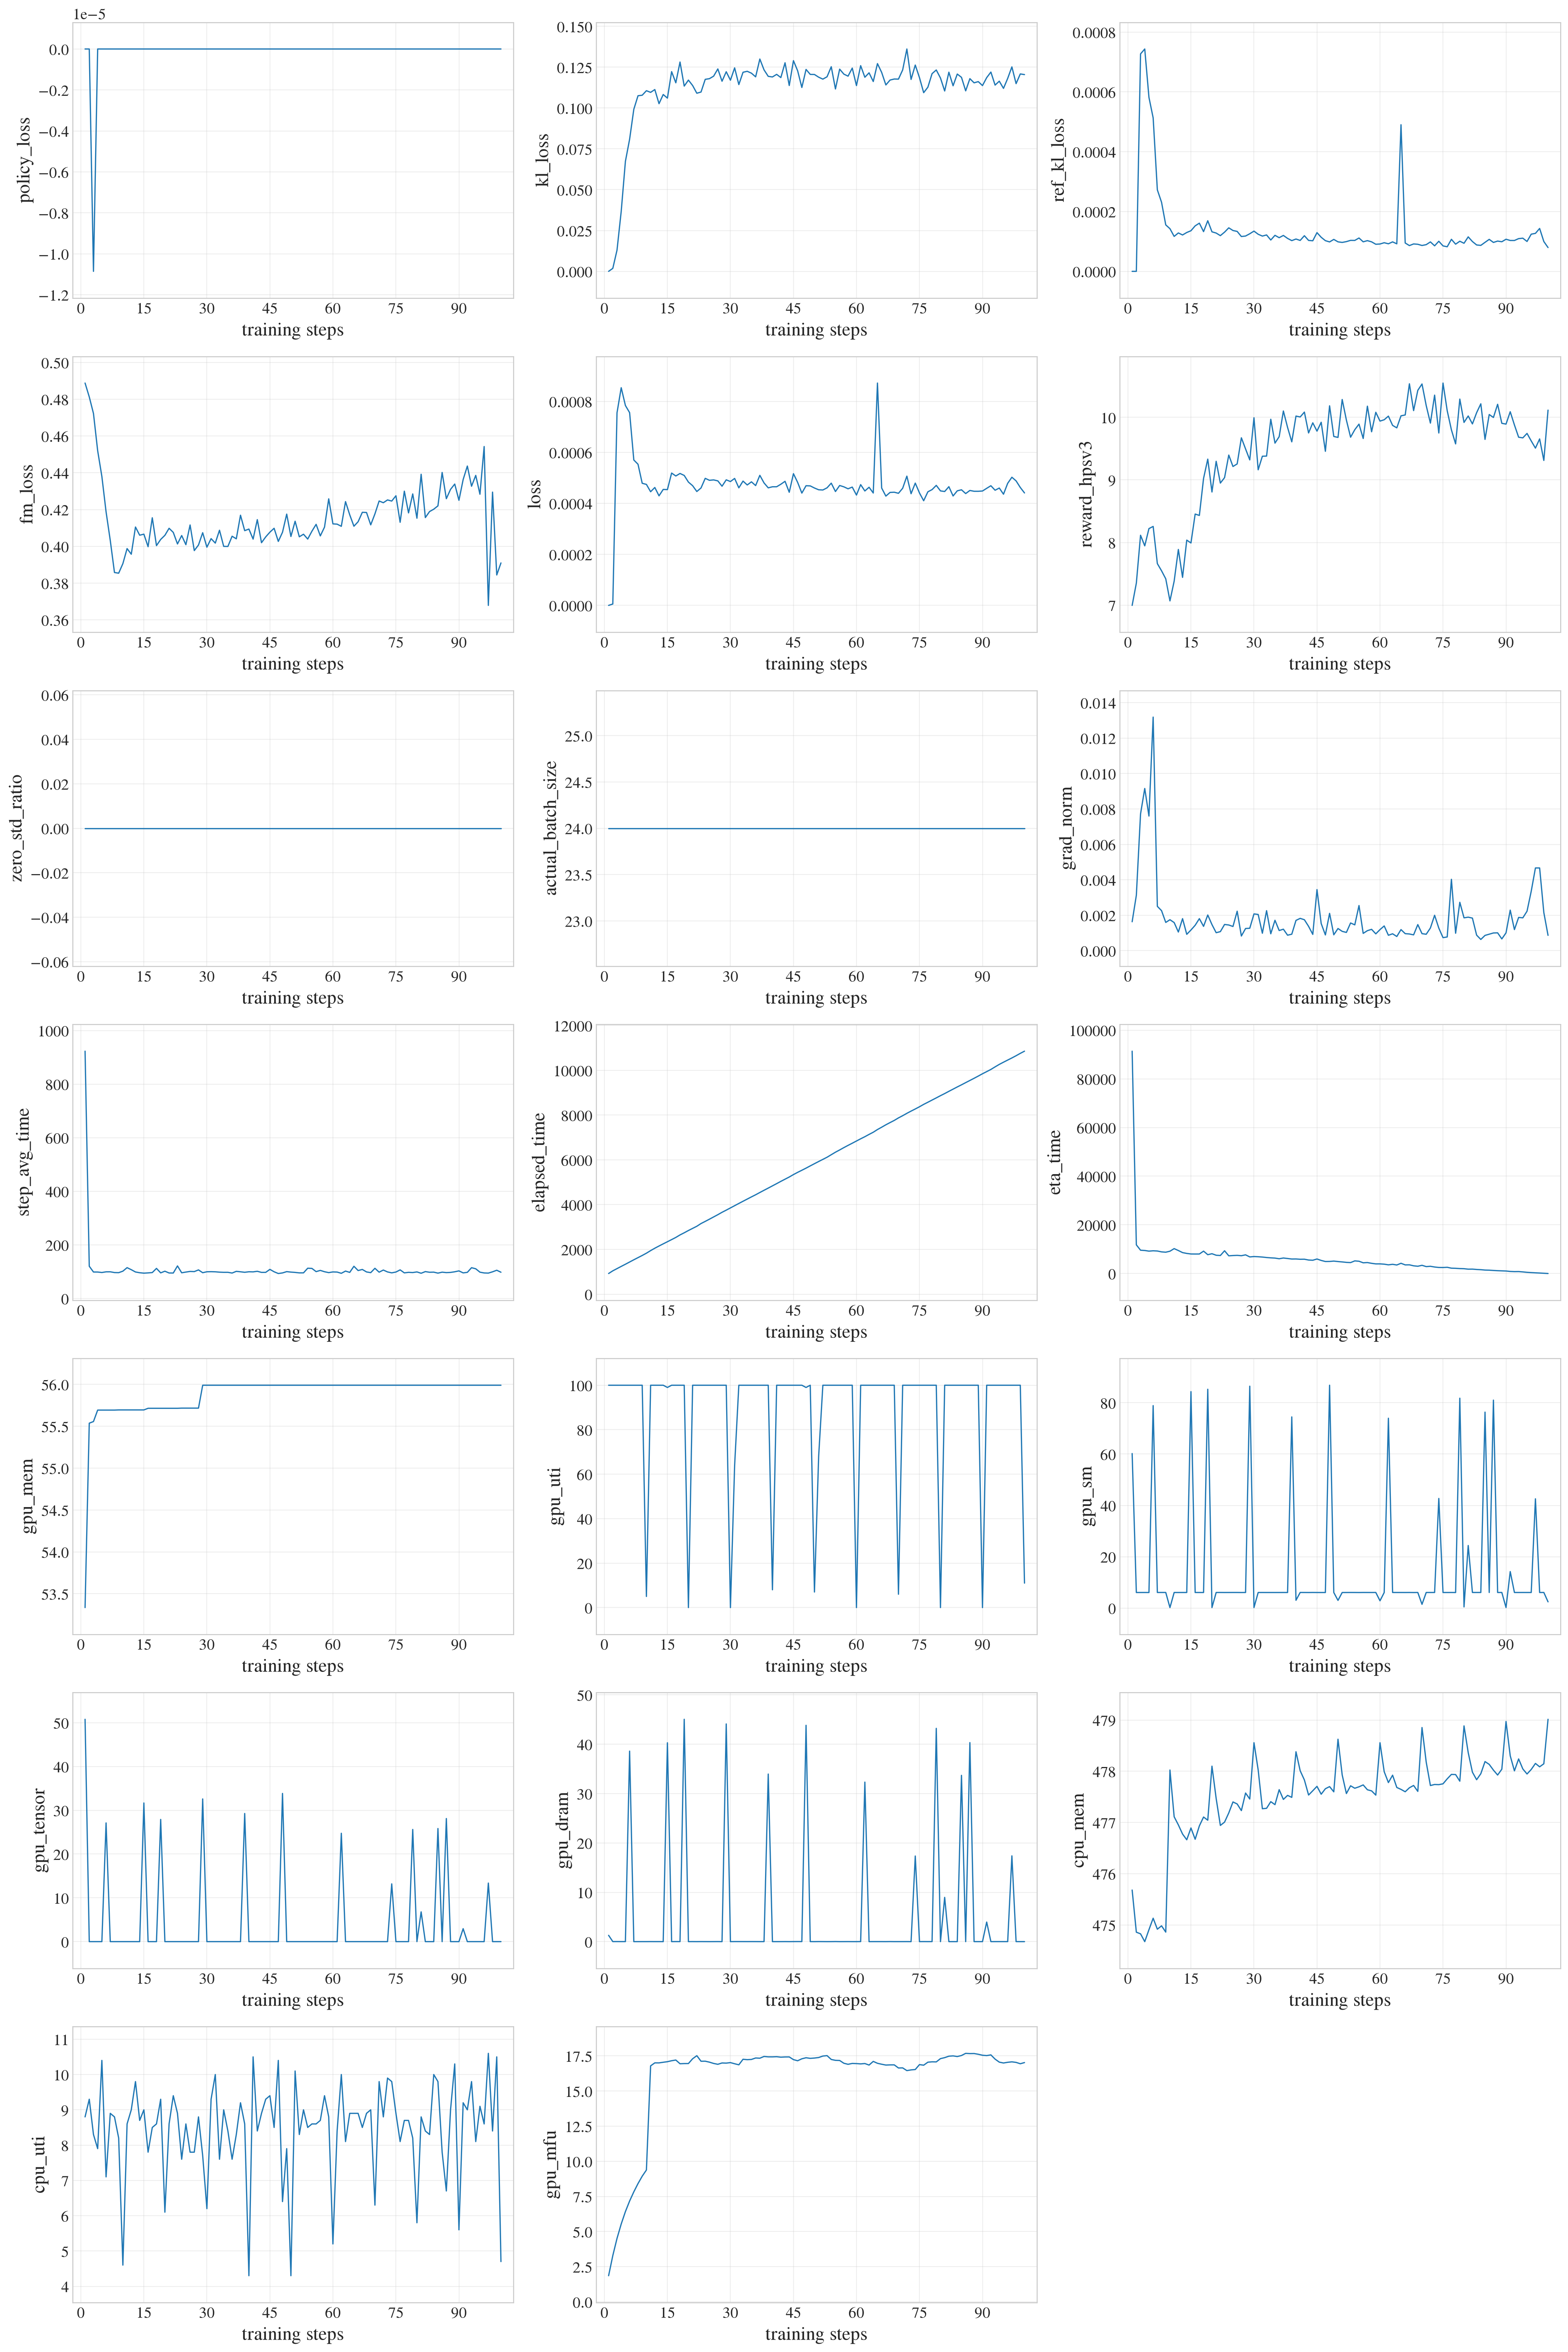 1e−5
0.0
−0.2
−0.4
−0.6
−0.8
−1.0
−1.2
policy_loss
0 15 30 45 60 75 90
training steps
0.150
0.125
0.100
0.075
0.050
0.025
0.000
kl_loss
0 15 30 45 60 75 90
training steps
0.0008
0.0006
0.0004
0.0002
0.0000
ref_kl_loss
0 15 30 45 60 75 90
training steps
0.50
0.48
0.46
0.44
0.42
0.40
0.38
0.36
fm_loss
0 15 30 45 60 75 90
training steps
0.0008
0.0006
0.0004
0.0002
0.0000
loss
0 15 30 45 60 75 90
training steps
10
9
8
7
reward_hpsv3
0 15 30 45 60 75 90
training steps
0.06
0.04
0.02
0.00
−0.02
−0.04
−0.06
zero_std_ratio
0 15 30 45 60 75 90
training steps
25.0
24.5
24.0
23.5
23.0
actual_batch_size
0 15 30 45 60 75 90
training steps
0.014
0.012
0.010
0.008
0.006
0.004
0.002
0.000
grad_norm
0 15 30 45 60 75 90
training steps
1000
800
600
400
200
0
step_avg_time
0 15 30 45 60 75 90
training steps
12000
10000
8000
6000
4000
2000
0
elapsed_time
0 15 30 45 60 75 90
training steps
100000
80000
60000
40000
20000
0
eta_time
0 15 30 45 60 75 90
training steps
56.0
55.5
55.0
54.5
54.0
53.5
gpu_mem
0 15 30 45 60 75 90
training steps
100
80
60
40
20
0
gpu_uti
0 15 30 45 60 75 90
training steps
80
60
40
20
0
gpu_sm
0 15 30 45 60 75 90
training steps
50
40
30
20
10
0
gpu_tensor
0 15 30 45 60 75 90
training steps
50
40
30
20
10
0
gpu_dram
0 15 30 45 60 75 90
training steps
479
478
477
476
475
cpu_mem
0 15 30 45 60 75 90
training steps
11
10
9
8
7
6
5
4
cpu_uti
0 15 30 45 60 75 90
training steps
17.5
15.0
12.5
10.0
7.5
5.0
2.5
0.0
gpu_mfu
0 15 30 45 60 75 90
training steps